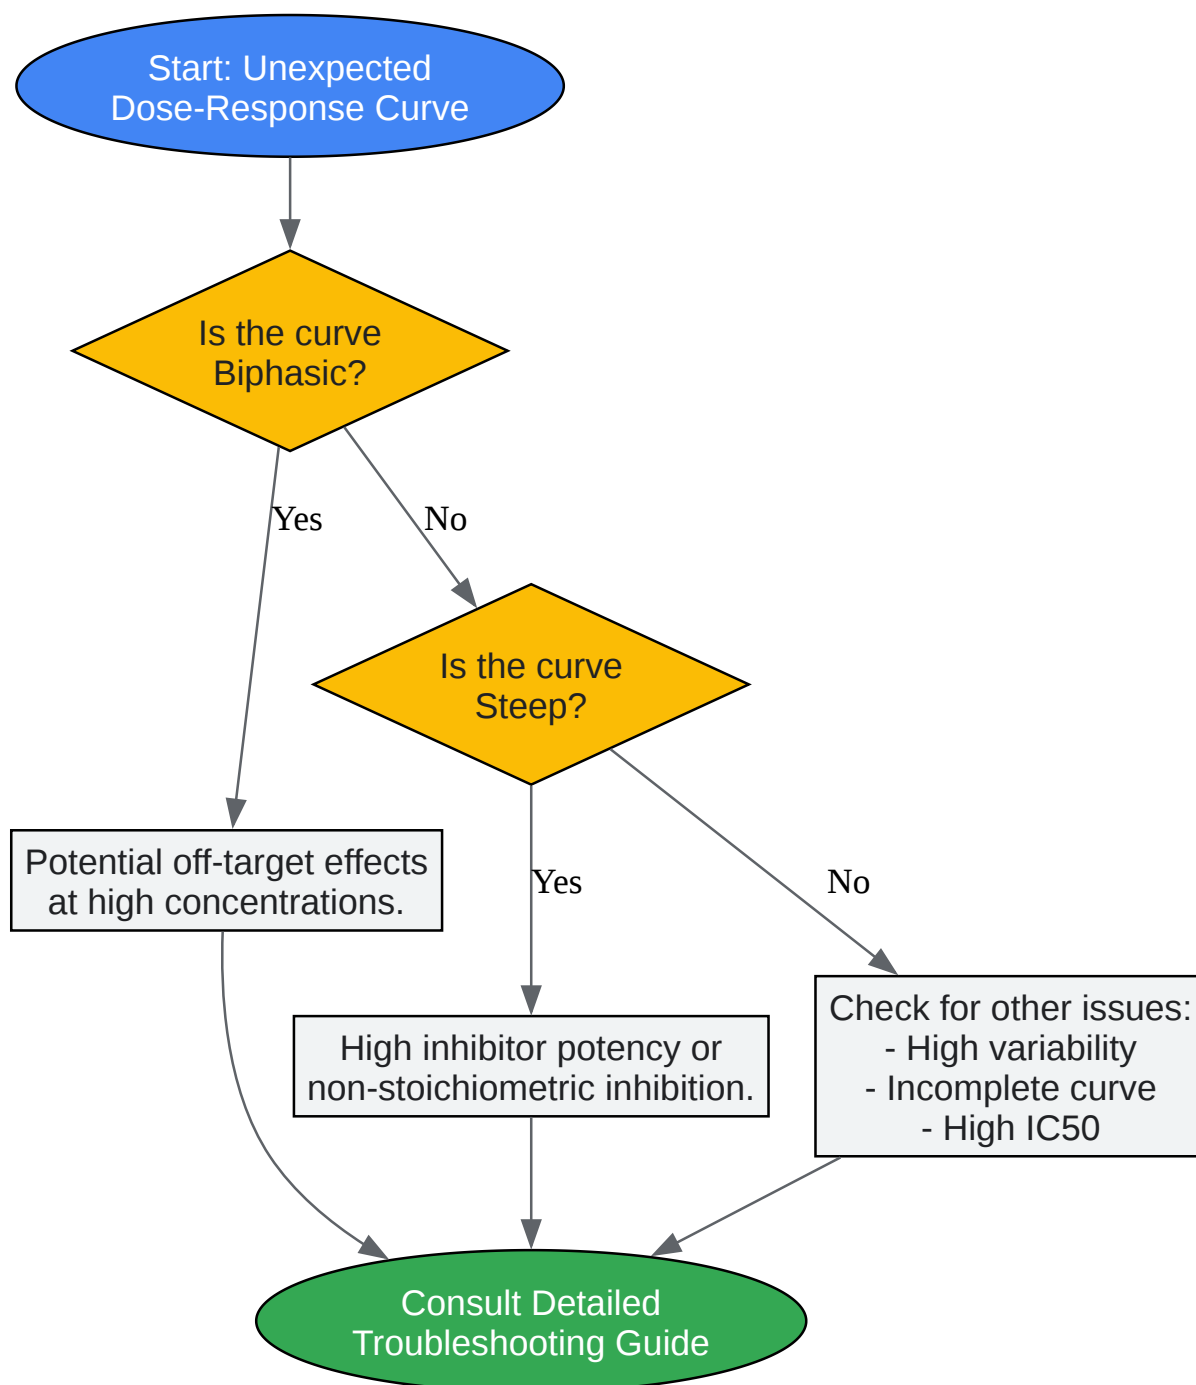 Start: Unexpected
Dose-Response Curve
Is the curve
Biphasic?
Yes
No
Is the curve
Steep?
Potential off-target effects
at high concentrations.
Yes
No
High inhibitor potency or
non-stoichiometric inhibition.
Check for other issues:
- High variability
- Incomplete curve
- High IC50
Consult Detailed
Troubleshooting Guide